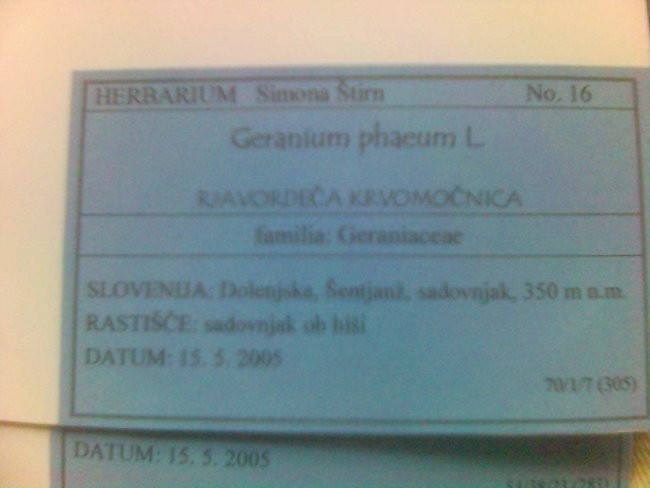 HERBARIUM Simona Štirn No. 16
Geranium phaeum L.
RJAVORDEČA KRVOMOČNICA
familia: Geraniaceae
SLOVENIJA: Dolenjska, Šentjanž, sadovnjak, 350 m n.m.
RASTIŠČE: sadovnjak ob hiši
DATUM: 15. 5. 2005
70/1/7 (305)
DATUM: 15. 5. 2005